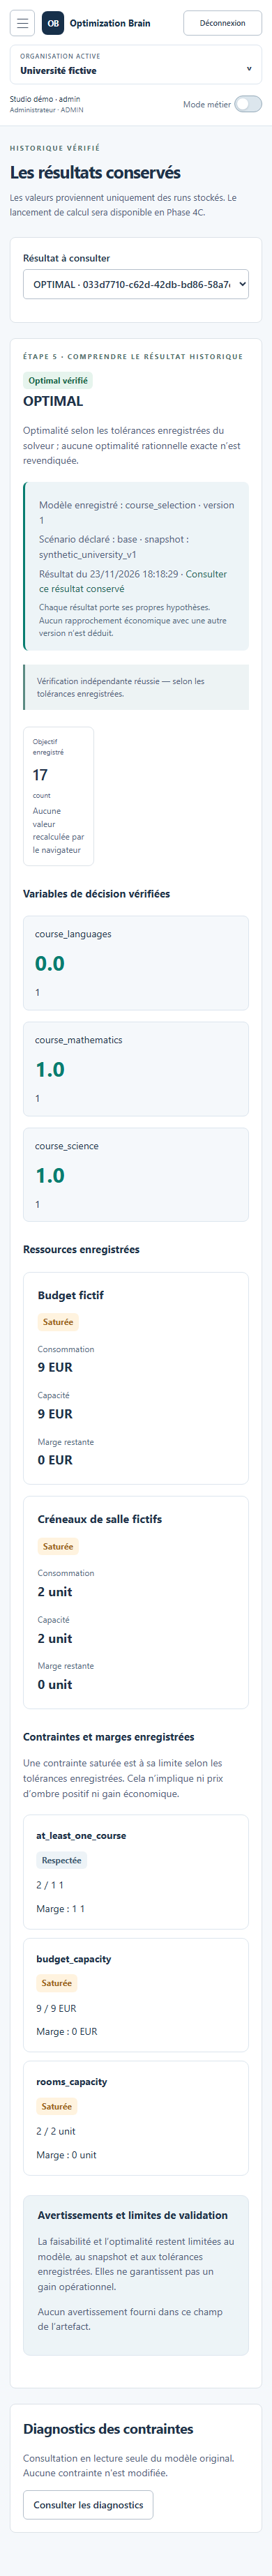 OB Optimization Brain Déconnexion
ORGANISATION ACTIVE
Université fictive
Studio démo · admin
Administrateur · ADMIN
Mode métier
HISTORIQUE VÉRIFIÉ
Les résultats conservés
Les valeurs proviennent uniquement des runs stockés. Le
lancement de calcul sera disponible en Phase 4C.
Résultat à consulter
OPTIMAL · 033d7710-c62d-42db-bd86-58a7
ÉTAPE 5 · COMPRENDRE LE RÉSULTAT HISTORIQUE
Optimal vérifié
OPTIMAL
Optimalité selon les tolérances enregistrées du
solveur ; aucune optimalité rationnelle exacte n'est
revendiquée.
Modèle enregistré : course_selection · version
1
Scénario déclaré : base · snapshot :
synthetic_university_v1
Résultat du 23/11/2026 18:18:29 · Consulter
ce résultat conservé
Chaque résultat porte ses propres hypothèses.
Aucun rapprochement économique avec une autre
version n'est déduit.
Vérification indépendante réussie — selon les
tolérances enregistrées.
Objectif
enregistré
17
count
Aucune
valeur
recalculée par
le navigateur
Variables de décision vérifiées
course_languages
0.0
1
course_mathematics
1.0
1
course_science
1.0
1
Ressources enregistrées
Budget fictif
Saturée
Consommation
9 EUR
Capacité
9 EUR
Marge restante
0 EUR
Créneaux de salle fictifs
Saturée
Consommation
2 unit
Capacité
2 unit
Marge restante
0 unit
Contraintes et marges enregistrées
Une contrainte saturée est à sa limite selon les
tolérances enregistrées. Cela n'implique ni prix
d'ombre positif ni gain économique.
at_least_one_course
Respectée
2 / 1 1
Marge : 1 1
budget_capacity
Saturée
9 / 9 EUR
Marge : 0 EUR
rooms_capacity
Saturée
2 / 2 unit
Marge : 0 unit
Avertissements et limites de validation
La faisabilité et l'optimalité restent limitées au
modèle, au snapshot et aux tolérances
enregistrées. Elles ne garantissent pas un
gain opérationnel.
Aucun avertissement fourni dans ce champ
de l'artefact.
Diagnostics des contraintes
Consultation en lecture seule du modèle original.
Aucune contrainte n'est modifiée.
Consulter les diagnostics